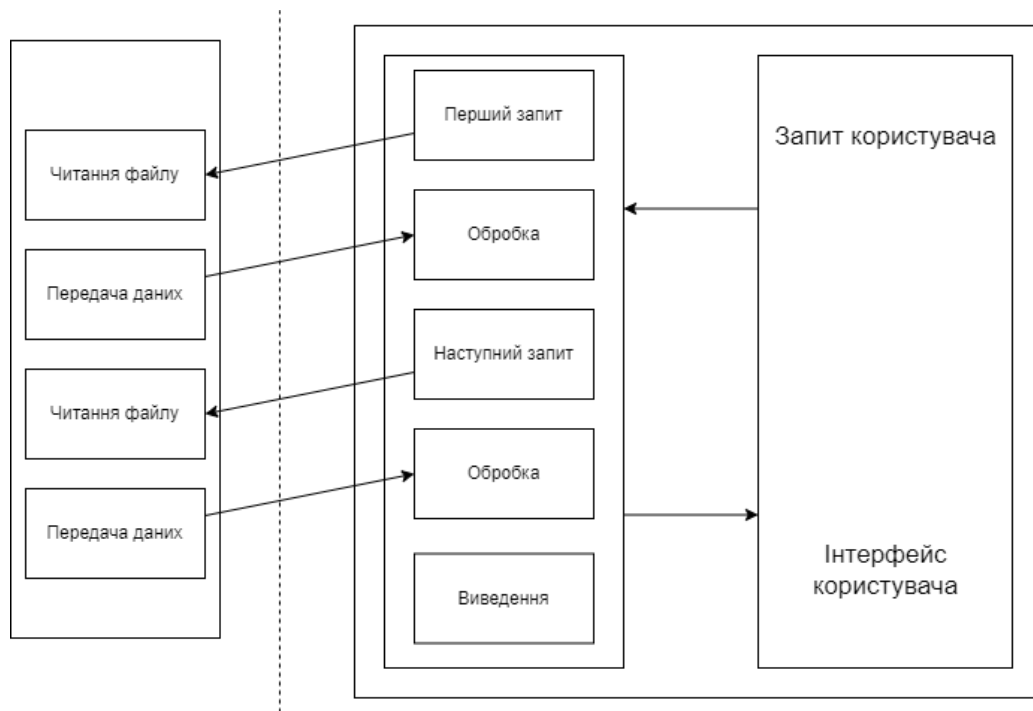 Читання файлу
Передача даних
Читання файлу
Передача даних
Перший запит
Обробка
Наступний запит
Обробка
Виведення
Запит користувача
Інтерфейс
користувача